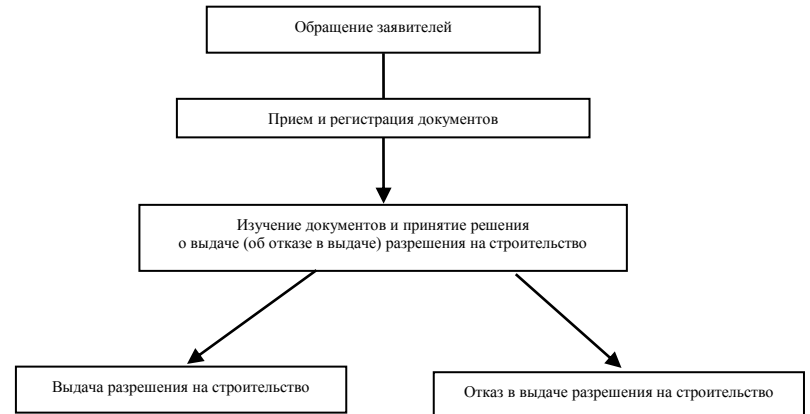 Обращение заявителей
Прием и регистрация документов
Изучение документов и принятие решения
о выдаче (об отказе в выдаче) разрешения на строительство
Выдача разрешения на строительство
Отказ в выдаче разрешения на строительство